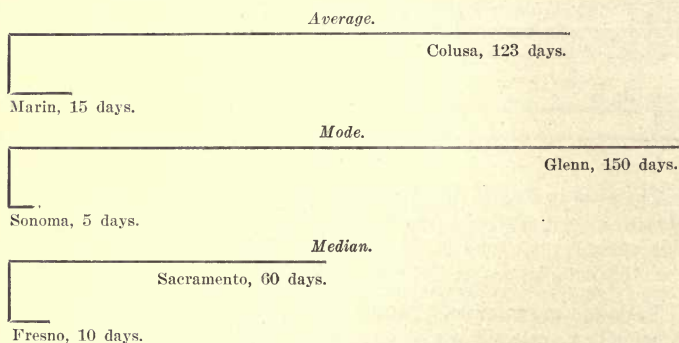 Average.
Colusa, 123 days.
Marin, 15 days.
Mode.
Glenn, 150 days.
Sonoma, 5 days.
Median.
Sacramento, 60 days.
Fresno, 10 days.